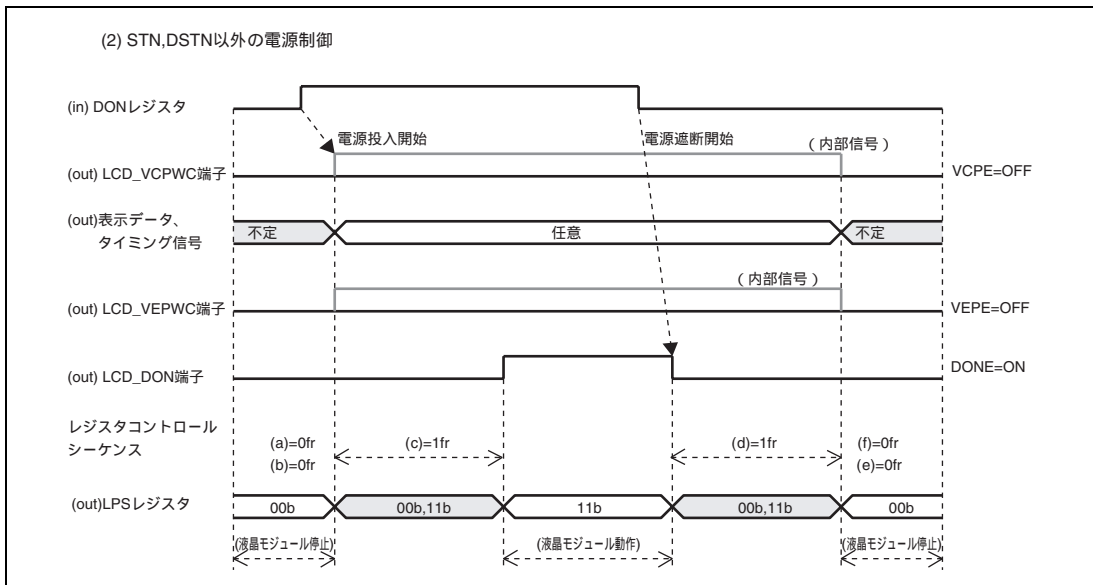 (2) STN,DSTN以外の電源制御
(in) DONレジスタ
電源投入開始
電源遮断開始
（内部信号）
(out) LCD_VCPWC端子
VCPE=OFF
(out)表示データ、
タイミング信号
不定
任意
不定
（内部信号）
(out) LCD_VEPWC端子
VEPE=OFF
(out) LCD_DON端子
DONE=ON
レジスタコントロール
シーケンス
(a)=0fr
(b)=0fr
(c)=1fr
(d)=1fr
(f)=0fr
(e)=0fr
(out)LPSレジスタ
00b
00b,11b
11b
00b,11b
00b
(液晶モジュール停止)
(液晶モジュール動作)
(液晶モジュール停止)